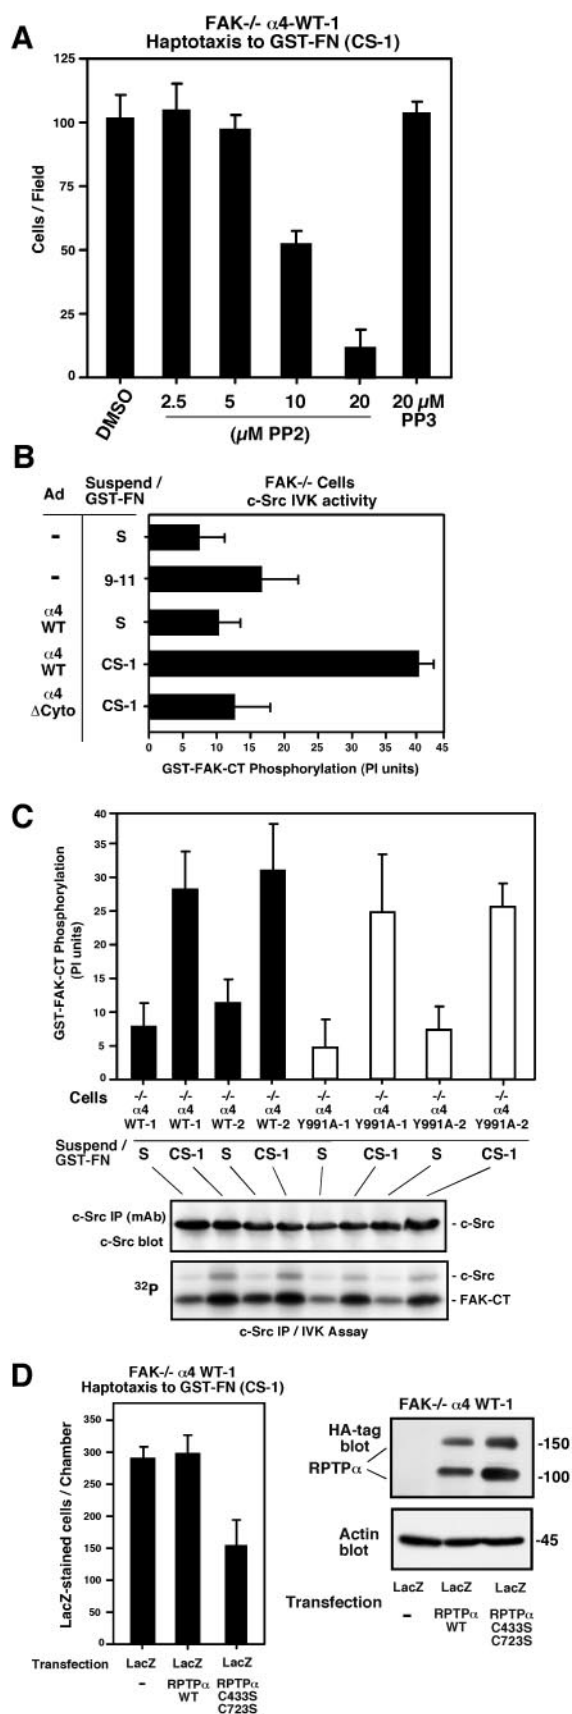 A
FAK-/- α4-WT-1
Haptotaxis to GST-FN (CS-1)
Cells / Field
125
100
75
50
25
0
DMSO
2.5 5 10 20 20 µM
PP3
(µM PP2)
B
Ad
Suspend /
GST-FN
FAK-/- Cells
c-Src IVK activity
- S
- 9-11
α4
WT
S
α4
WT
CS-1
α4
ΔCyto
CS-1
0 5 10 15 20 25 30 35 40 45
GST-FAK-CT Phosphorylation (PI units)
C
GST-FAK-CT Phosphorylation
(PI units)
40
35
30
25
20
15
10
5
0
Cells
-/- -/- -/- -/- -/- -/- -/- -/-
α4 α4 α4 α4 α4 α4 α4 α4
WT-1 WT-1 WT-2 WT-2 Y991A-1 Y991A-1 Y991A-2 Y991A-2
Suspend /
GST-FN
S CS-1 S CS-1 S CS-1 S CS-1
c-Src IP (mAb)
c-Src blot
- c-Src
32P
- c-Src
- FAK-CT
c-Src IP / IVK Assay
D
FAK-/- α4 WT-1
Haptotaxis to GST-FN (CS-1)
LacZ-stained cells / Chamber
350
300
250
200
150
100
50
0
Transfection
LacZ LacZ LacZ
- RPTPα RPTPα
WT C433S
C723S
FAK-/- α4 WT-1
HA-tag
blot
RPTPα
-150
-100
Actin
blot
-45
LacZ LacZ LacZ
Transfection
- RPTPα RPTPα
WT C433S
C723S